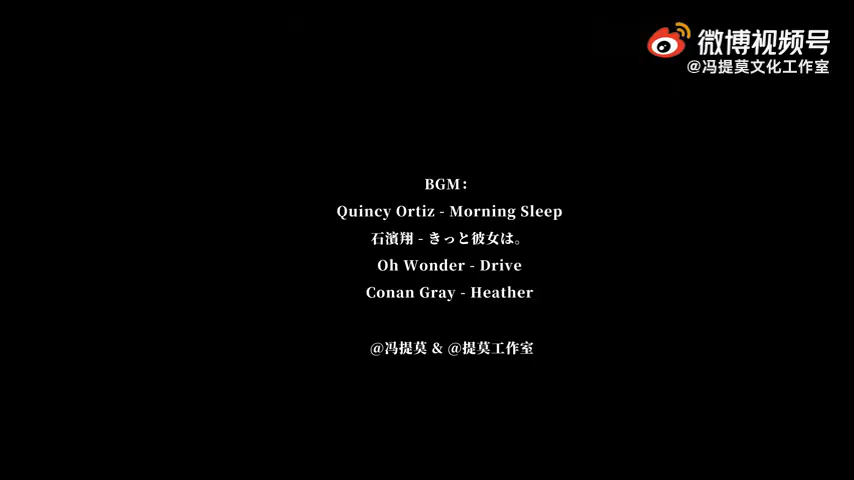 微博视频号
@冯提莫文化工作室
BGM：
Quincy Ortiz - Morning Sleep
石濱翔 - きっと彼女は。
Oh Wonder - Drive
Conan Gray - Heather
@冯提莫 & @提莫工作室